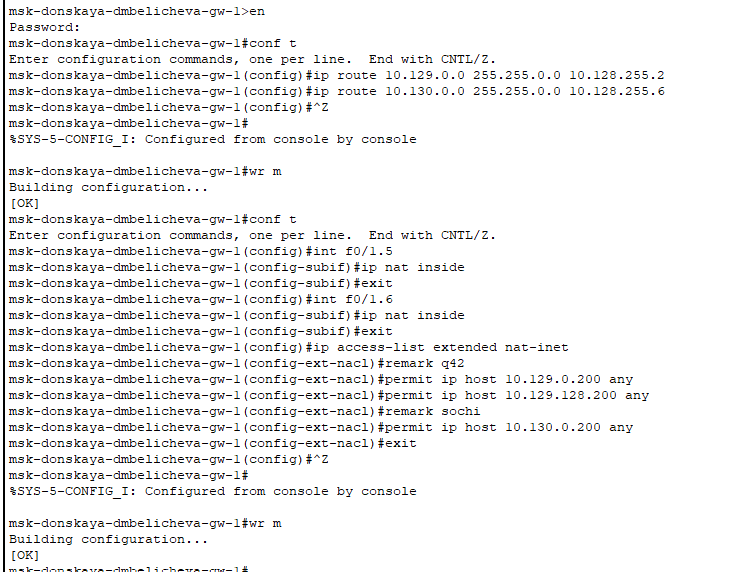 msk-donskaya-dmbelicheva-gw-1>en
Password:
msk-donskaya-dmbelicheva-gw-1#conf t
Enter configuration commands, one per line.  End with CNTL/Z.
msk-donskaya-dmbelicheva-gw-1(config)#ip route 10.129.0.0 255.255.0.0 10.128.255.2
msk-donskaya-dmbelicheva-gw-1(config)#ip route 10.130.0.0 255.255.0.0 10.128.255.6
msk-donskaya-dmbelicheva-gw-1(config)#^Z
msk-donskaya-dmbelicheva-gw-1#
%SYS-5-CONFIG_I: Configured from console by console

msk-donskaya-dmbelicheva-gw-1#wr m
Building configuration...
[OK]
msk-donskaya-dmbelicheva-gw-1#conf t
Enter configuration commands, one per line.  End with CNTL/Z.
msk-donskaya-dmbelicheva-gw-1(config)#int f0/1.5
msk-donskaya-dmbelicheva-gw-1(config-subif)#ip nat inside
msk-donskaya-dmbelicheva-gw-1(config-subif)#exit
msk-donskaya-dmbelicheva-gw-1(config)#int f0/1.6
msk-donskaya-dmbelicheva-gw-1(config-subif)#ip nat inside
msk-donskaya-dmbelicheva-gw-1(config-subif)#exit
msk-donskaya-dmbelicheva-gw-1(config)#ip access-list extended nat-inet
msk-donskaya-dmbelicheva-gw-1(config-ext-nacl)#remark q42
msk-donskaya-dmbelicheva-gw-1(config-ext-nacl)#permit ip host 10.129.0.200 any
msk-donskaya-dmbelicheva-gw-1(config-ext-nacl)#permit ip host 10.129.128.200 any
msk-donskaya-dmbelicheva-gw-1(config-ext-nacl)#remark sochi
msk-donskaya-dmbelicheva-gw-1(config-ext-nacl)#permit ip host 10.130.0.200 any
msk-donskaya-dmbelicheva-gw-1(config-ext-nacl)#exit
msk-donskaya-dmbelicheva-gw-1(config)#^Z
msk-donskaya-dmbelicheva-gw-1#
%SYS-5-CONFIG_I: Configured from console by console

msk-donskaya-dmbelicheva-gw-1#wr m
Building configuration...
[OK]
msk-donskaya-dmbelicheva-gw-1#